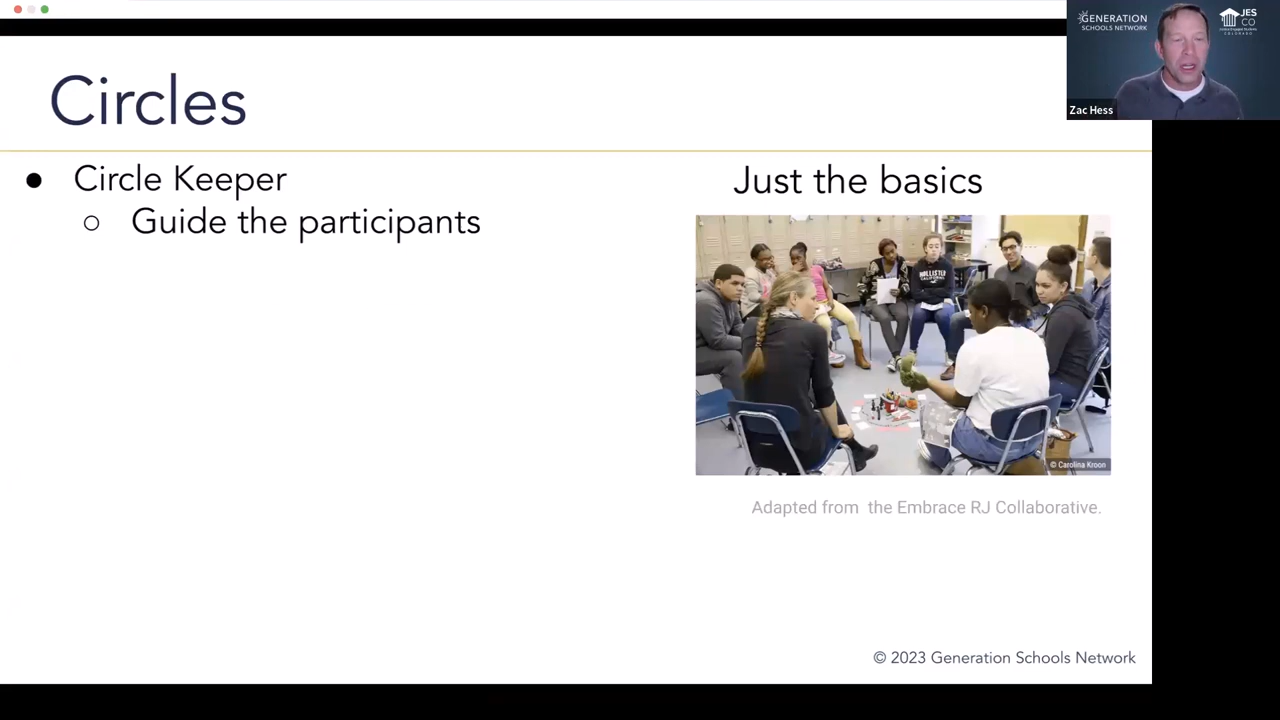 Circles
● Circle Keeper
○ Guide the participants
Just the basics
HOLLISTER
CALIFORNIA
© Carolina Kroon
Adapted from the Embrace RJ Collaborative.
© 2023 Generation Schools Network
GENERATION
SCHOOLS NETWORK
JES
CO
COLORADO
Zac Hess